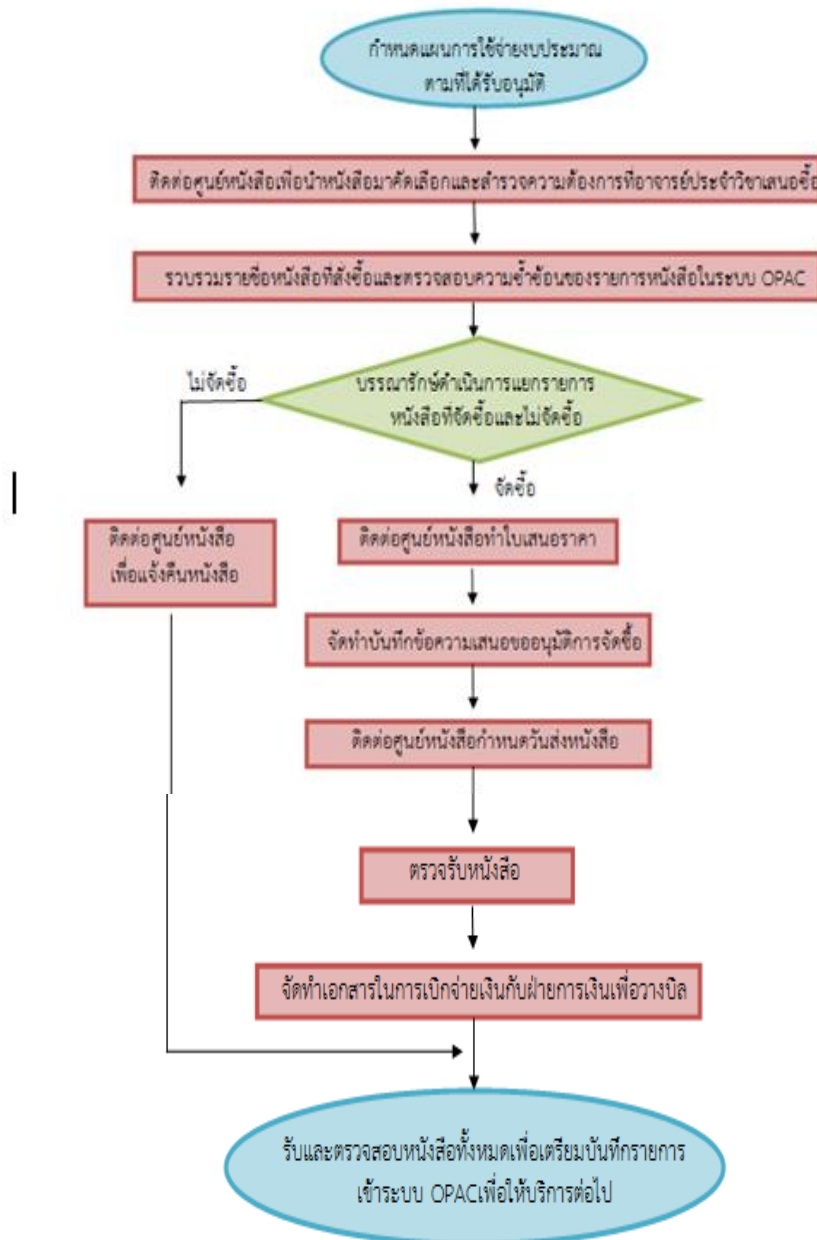 กำหนดแผนการใช้จ่ายงบประมาณ
ตามที่ได้รับอนุมัติ
ติดต่อศูนย์หนังสือเพื่อนำหนังสือมาคัดเลือกและสำรวจความต้องการที่อาจารย์ประจำวิชาเสนอซื้อ
รวบรวมรายชื่อหนังสือที่สั่งซื้อและตรวจสอบความซ้ำซ้อนของรายการหนังสือในระบบ OPAC
ไม่จัดซื้อ
บรรณารักษ์ดำเนินการแยกรายการ
หนังสือที่จัดซื้อและไม่จัดซื้อ
จัดซื้อ
ติดต่อศูนย์หนังสือ
เพื่อแจ้งคืนหนังสือ
ติดต่อศูนย์หนังสือทำใบเสนอราคา
จัดทำบันทึกข้อความเสนอขออนุมัติการจัดซื้อ
ติดต่อศูนย์หนังสือกำหนดวันส่งหนังสือ
ตรวจรับหนังสือ
จัดทำเอกสารในการเบิกจ่ายเงินกับฝ่ายการเงินเพื่อวางบิล
รับและตรวจสอบหนังสือทั้งหมดเพื่อเตรียมบันทึกรายการ
เข้าระบบ OPACเพื่อให้บริการต่อไป